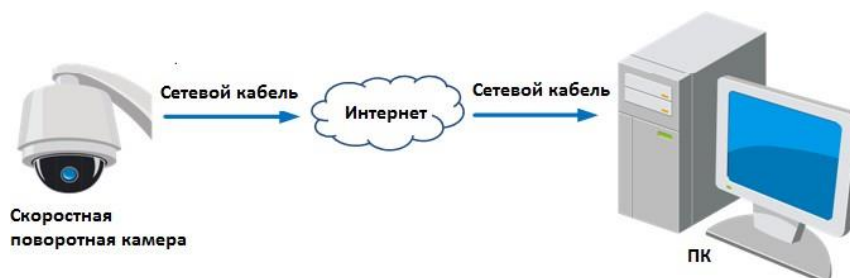 Сетевой кабель
Интернет
Сетевой кабель
Скоростная
поворотная камера
ПК